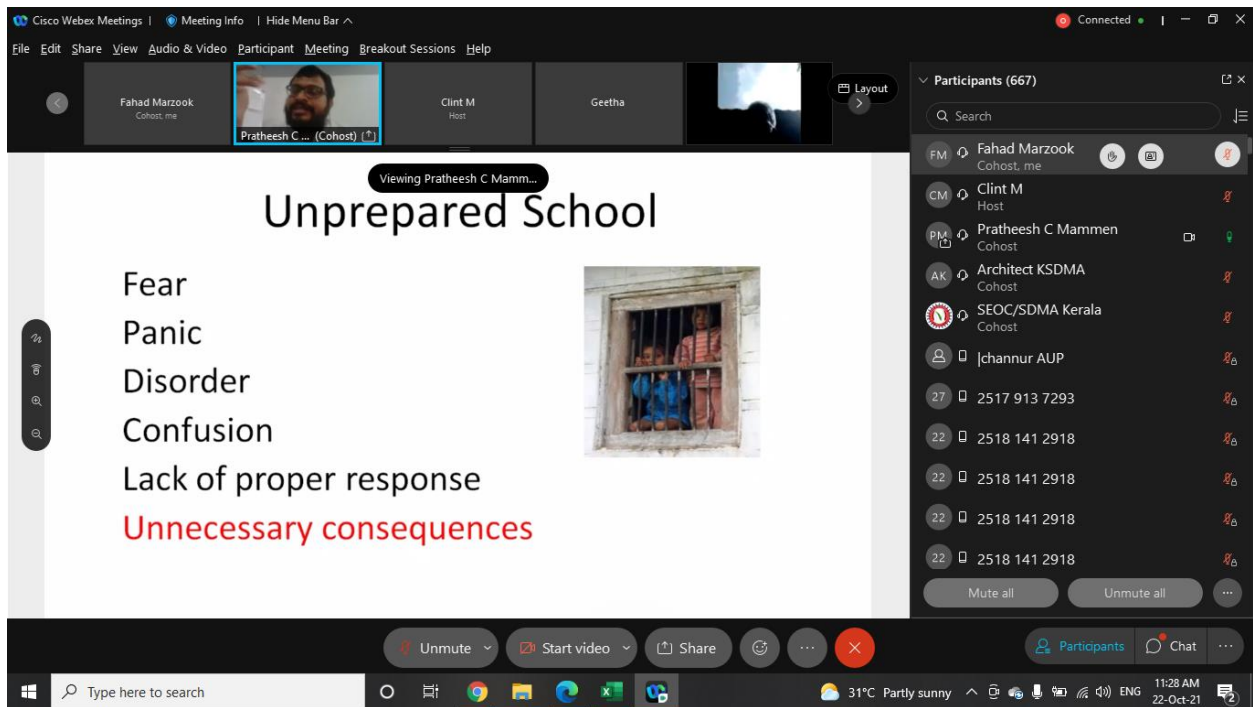 Cisco Webex Meetings | Meeting Info | Hide Menu Bar
Connected
File Edit Share View Audio & Video Participant Meeting Breakout Sessions Help
Fahad Marzook
Cohost, me
Pratheesh C ... (Cohost)
Clint M
Host
Geetha
Layout
Viewing Pratheesh C Mamm...
Unprepared School
Fear
Panic
Disorder
Confusion
Lack of proper response
Unnecessary consequences
Participants (667)
Search
FM Fahad Marzook
Cohost, me
CM Clint M
Host
PM Pratheesh C Mammen
Cohost
AK Architect KSDMA
Cohost
SEOC/SDMA Kerala
Cohost
|channur AUP
27 2517 913 7293
22 2518 141 2918
22 2518 141 2918
22 2518 141 2918
22 2518 141 2918
Mute all Unmute all
Unmute Start video Share Participants Chat
Type here to search 31°C Partly sunny ENG 11:28 AM
22-Oct-21 2